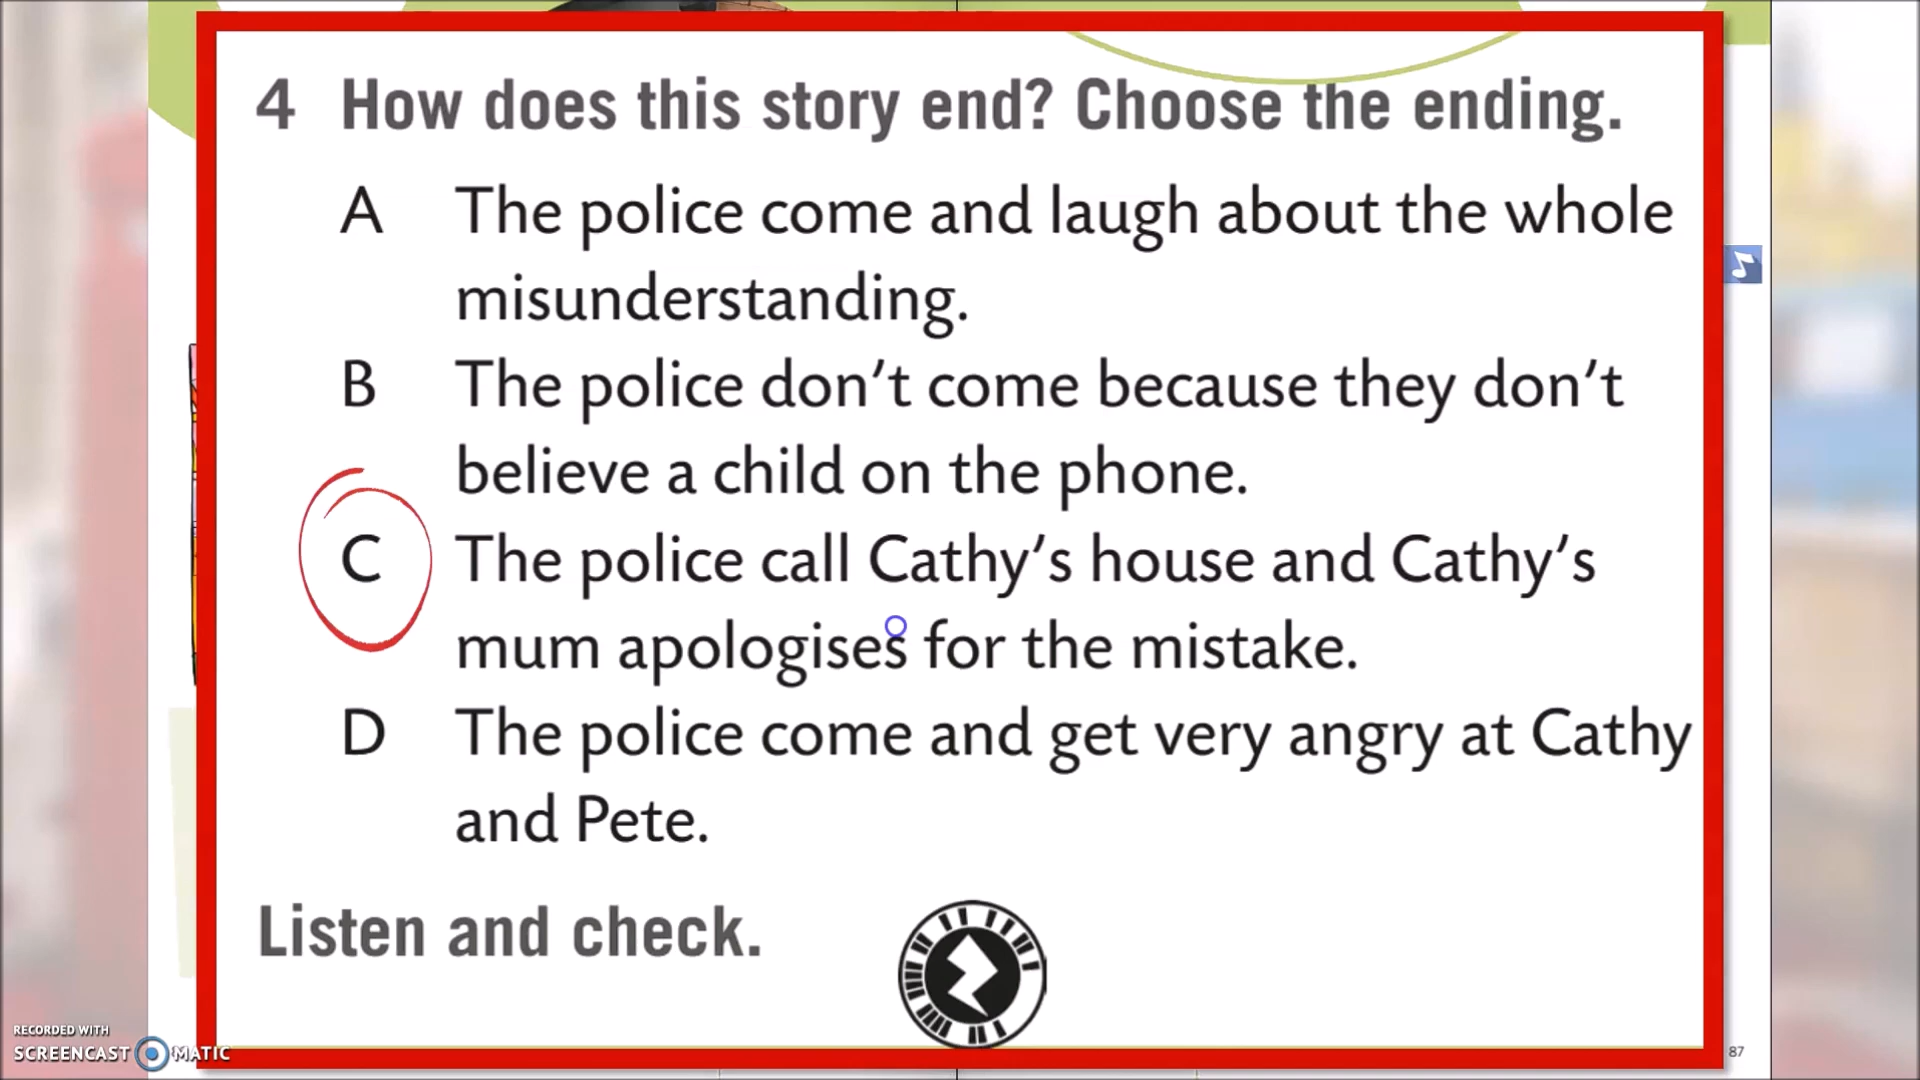 4 How does this story end? Choose the ending.
A The police come and laugh about the whole
misunderstanding.
B The police don't come because they don't
believe a child on the phone.
C The police call Cathy's house and Cathy's
mum apologises for the mistake.
D The police come and get very angry at Cathy
and Pete.
Listen and check.
RECORDED WITH
SCREENCAST MATIC
87